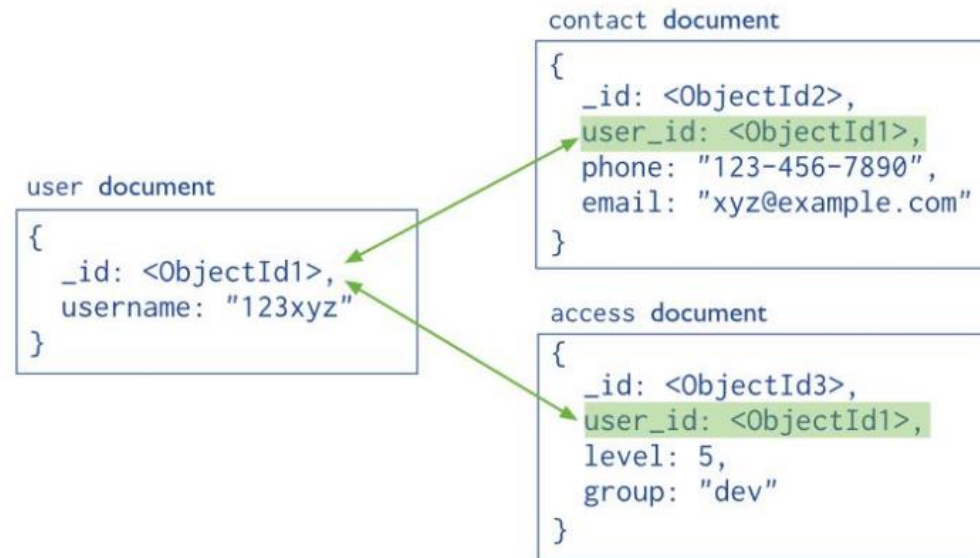 contact document
{
_id: <ObjectId2>,
user_id: <ObjectId1>,
phone: "123-456-7890",
email: "xyz@example.com"
}
user document
{
_id: <ObjectId1>,
username: "123xyz"
}
access document
{
_id: <ObjectId3>,
user_id: <ObjectId1>,
level: 5,
group: "dev"
}